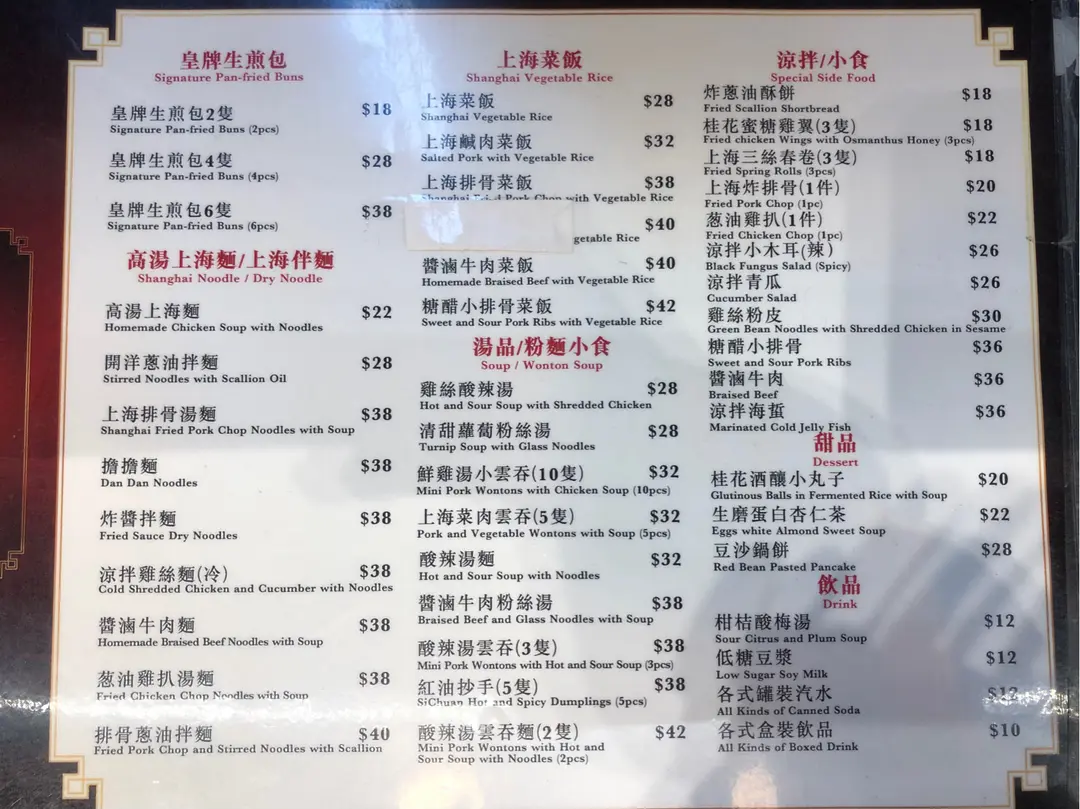 皇牌生煎包
Signature Pan-fried Buns
皇牌生煎包2隻 $18
Signature Pan-fried Buns (2pcs)
皇牌生煎包4隻 $28
Signature Pan-fried Buns (4pcs)
皇牌生煎包6隻 $38
Signature Pan-fried Buns (6pcs)
高湯上海麵/上海伴麵
Shanghai Noodle / Dry Noodle
高湯上海麵 $22
Homemade Chicken Soup with Noodles
開洋蔥油拌麵 $28
Stirred Noodles with Scallion Oil
上海排骨湯麵 $38
Shanghai Fried Pork Chop Noodles with Soup
擔擔麵 $38
Dan Dan Noodles
炸醬拌麵 $38
Fried Sauce Dry Noodles
涼拌雞絲麵(冷) $38
Cold Shredded Chicken and Cucumber with Noodles
醬滷牛肉麵 $38
Homemade Braised Beef Noodles with Soup
葱油雞扒湯麵 $38
Fried Chicken Chop Noodles with Soup
排骨蔥油拌麵 $40
Fried Pork Chop and Stirred Noodles with Scallion
上海菜飯
Shanghai Vegetable Rice
上海菜飯 $28
Shanghai Vegetable Rice
上海鹹肉菜飯 $32
Salted Pork with Vegetable Rice
上海排骨菜飯 $38
Shanghai Fried Pork Chop with Vegetable Rice
$40
getable Rice
醬滷牛肉菜飯 $40
Homemade Braised Beef with Vegetable Rice
糖醋小排骨菜飯 $42
Sweet and Sour Pork Ribs with Vegetable Rice
湯品/粉麵小食
Soup / Wonton Soup
雞絲酸辣湯 $28
Hot and Sour Soup with Shredded Chicken
清甜蘿蔔粉絲湯 $28
Turnip Soup with Glass Noodles
鮮雞湯小雲吞(10隻) $32
Mini Pork Wontons with Chicken Soup (10pcs)
上海菜肉雲吞(5隻) $32
Pork and Vegetable Wontons with Soup (5pcs)
酸辣湯麵 $32
Hot and Sour Soup with Noodles
醬滷牛肉粉絲湯 $38
Braised Beef and Glass Noodles with Soup
酸辣湯雲吞(3隻) $38
Mini Pork Wontons with Hot and Sour Soup (3pcs)
紅油抄手(5隻) $38
SiChuan Hot and Spicy Dumplings (5pcs)
酸辣湯雲吞麵(2隻) $42
Mini Pork Wontons with Hot and
Sour Soup with Noodles (2pcs)
涼拌/小食
Special Side Food
炸蔥油酥餅 $18
Fried Scallion Shortbread
桂花蜜糖雞翼(3隻) $18
Fried chicken Wings with Osmanthus Honey (3pcs)
上海三絲春卷(3隻) $18
Fried Spring Rolls (3pcs)
上海炸排骨(1件) $20
Fried Pork Chop (1pc)
葱油雞扒(1件) $22
Fried Chicken Chop (1pc)
涼拌小木耳(辣) $26
Black Fungus Salad (Spicy)
涼拌青瓜 $26
Cucumber Salad
雞絲粉皮 $30
Green Bean Noodles with Shredded Chicken in Sesame
糖醋小排骨 $36
Sweet and Sour Pork Ribs
醬滷牛肉 $36
Braised Beef
涼拌海蜇 $36
Marinated Cold Jelly Fish
甜品
Dessert
桂花酒釀小丸子 $20
Glutinous Balls in Fermented Rice with Soup
生磨蛋白杏仁茶 $22
Eggs white Almond Sweet Soup
豆沙鍋餅 $28
Red Bean Pasted Pancake
飲品
Drink
柑桔酸梅湯 $12
Sour Citrus and Plum Soup
低糖豆漿 $12
Low Sugar Soy Milk
各式罐裝汽水 $12
All Kinds of Canned Soda
各式盒裝飲品 $10
All Kinds of Boxed Drink